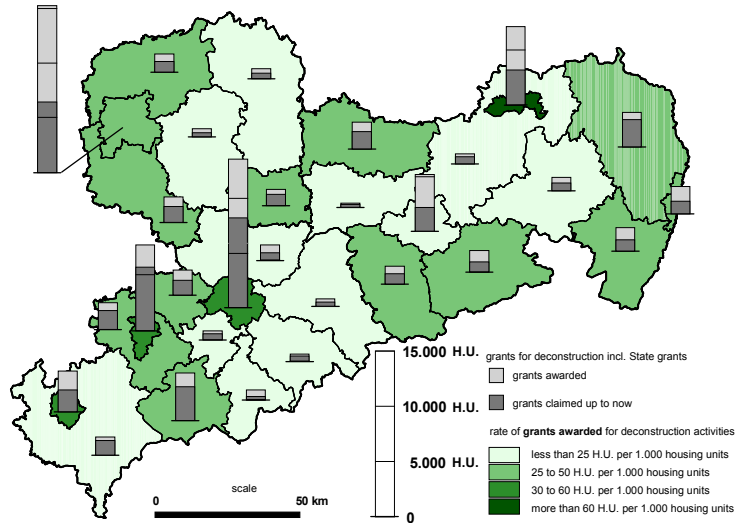 15.000 H.U.
10.000 H.U.
5.000 H.U.
0
grants for deconstruction incl. State grants
grants awarded
grants claimed up to now
rate of grants awarded for deconstruction activities
less than 25 H.U. per 1.000 housing units
25 to 50 H.U. per 1.000 housing units
30 to 60 H.U. per 1.000 housing units
more than 60 H.U. per 1.000 housing units
scale
0 50 km